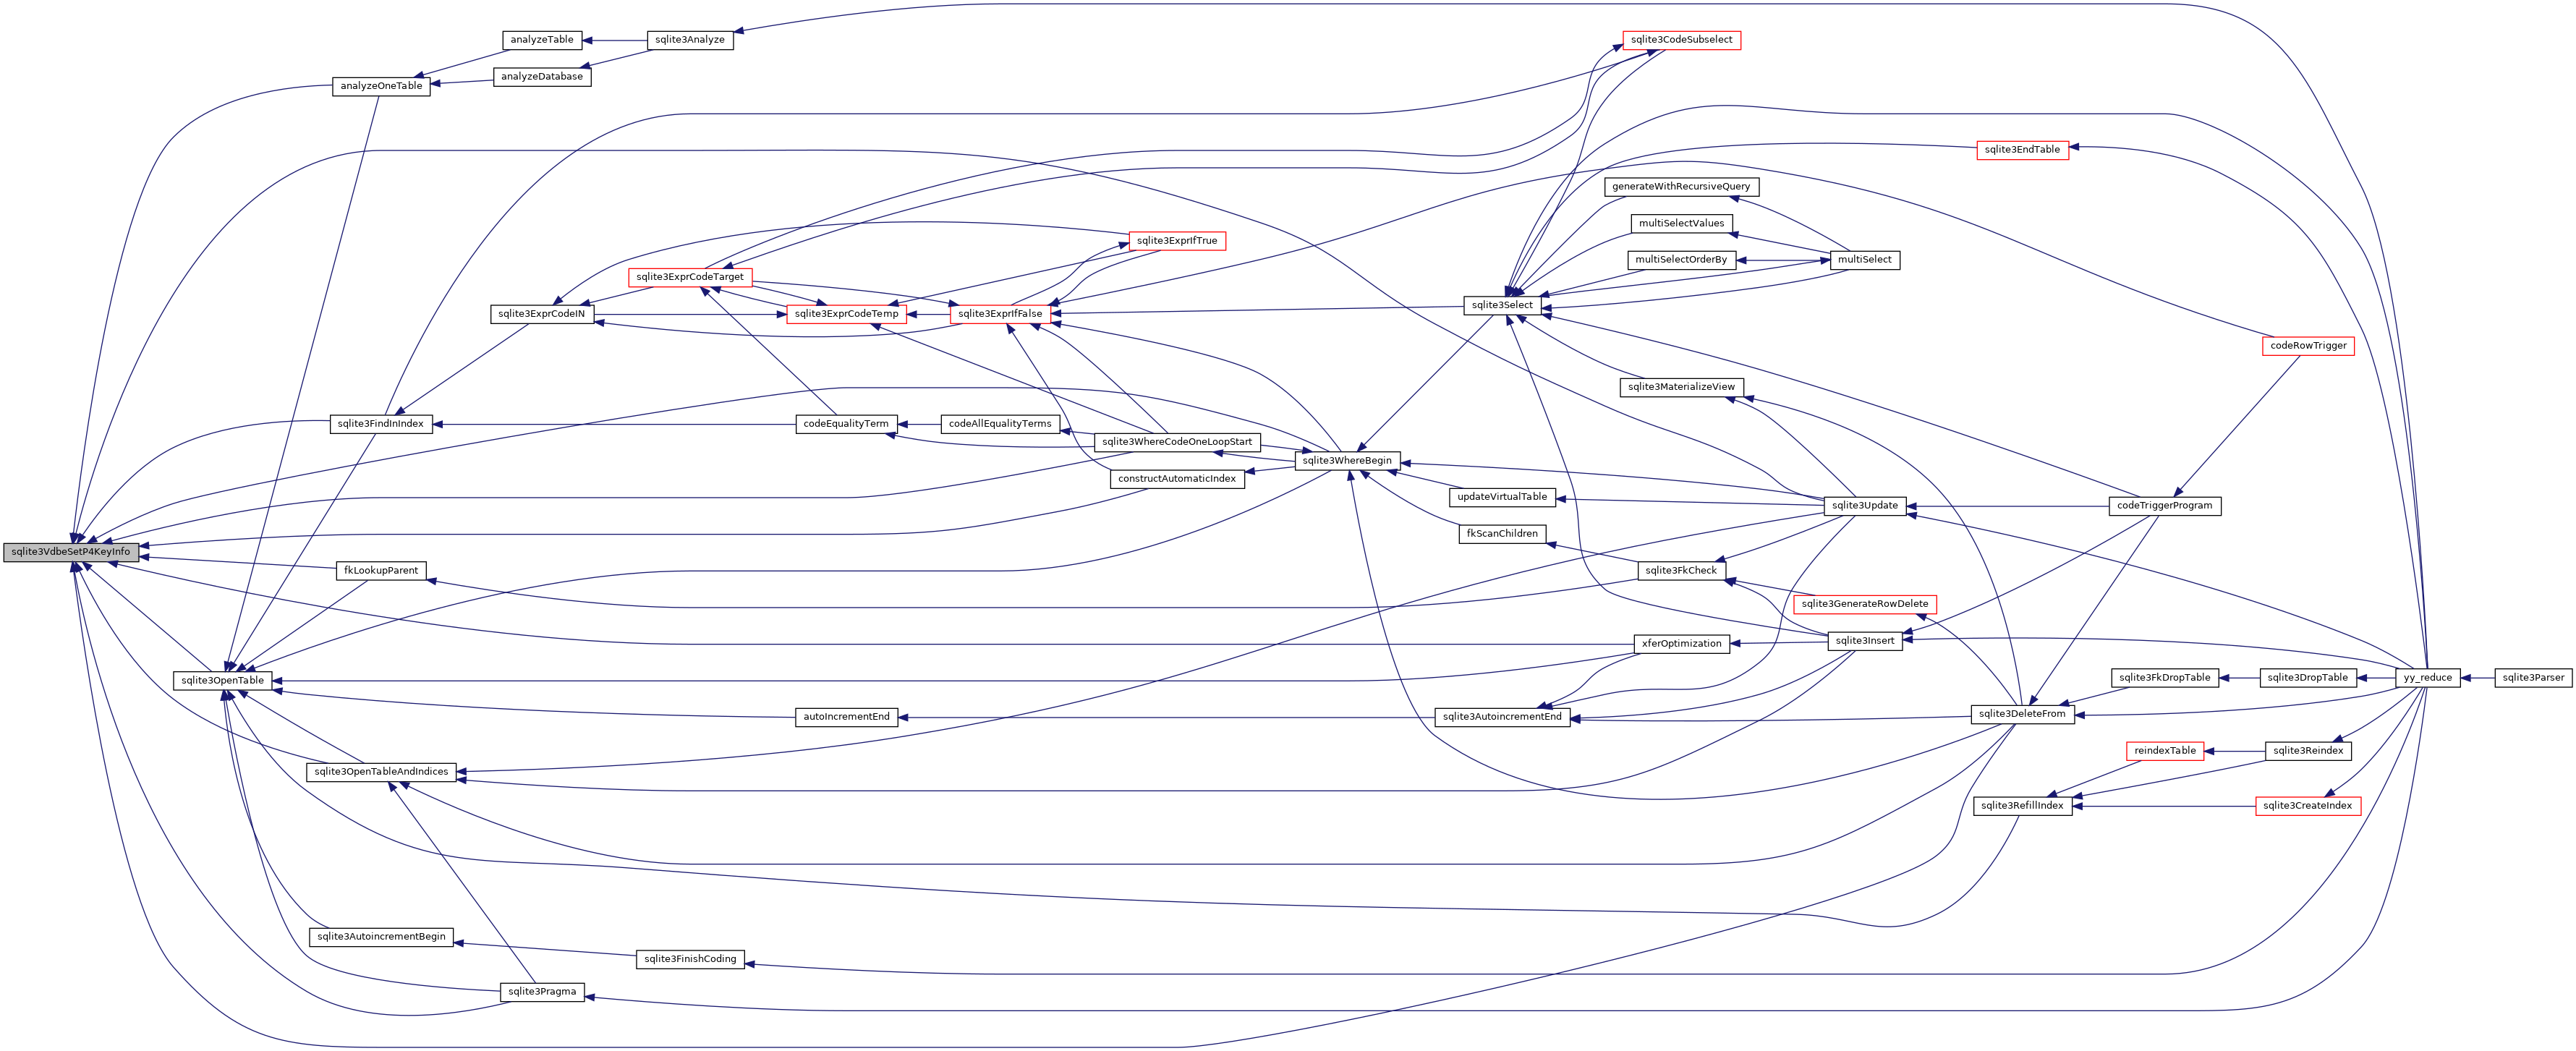 analyzeTable
sqlite3Analyze
sqlite3CodeSubselect
analyzeDatabase
analyzeOneTable
sqlite3EndTable
generateWithRecursiveQuery
multiSelectValues
sqlite3ExprIfTrue
multiSelectOrderBy
multiSelect
sqlite3ExprCodeTarget
sqlite3Select
sqlite3ExprCodeIN
sqlite3ExprCodeTemp
sqlite3ExprIfFalse
codeRowTrigger
sqlite3MaterializeView
sqlite3FindInIndex
codeEqualityTerm
codeAllEqualityTerms
sqlite3WhereCodeOneLoopStart
sqlite3WhereBegin
constructAutomaticIndex
updateVirtualTable
sqlite3Update
codeTriggerProgram
fkScanChildren
sqlite3VdbeSetP4KeyInfo
fkLookupParent
sqlite3FkCheck
sqlite3GenerateRowDelete
xferOptimization
sqlite3Insert
sqlite3OpenTable
sqlite3FkDropTable
sqlite3DropTable
yy_reduce
sqlite3Parser
autoIncrementEnd
sqlite3AutoincrementEnd
sqlite3DeleteFrom
reindexTable
sqlite3Reindex
sqlite3OpenTableAndIndices
sqlite3RefillIndex
sqlite3CreateIndex
sqlite3AutoincrementBegin
sqlite3FinishCoding
sqlite3Pragma